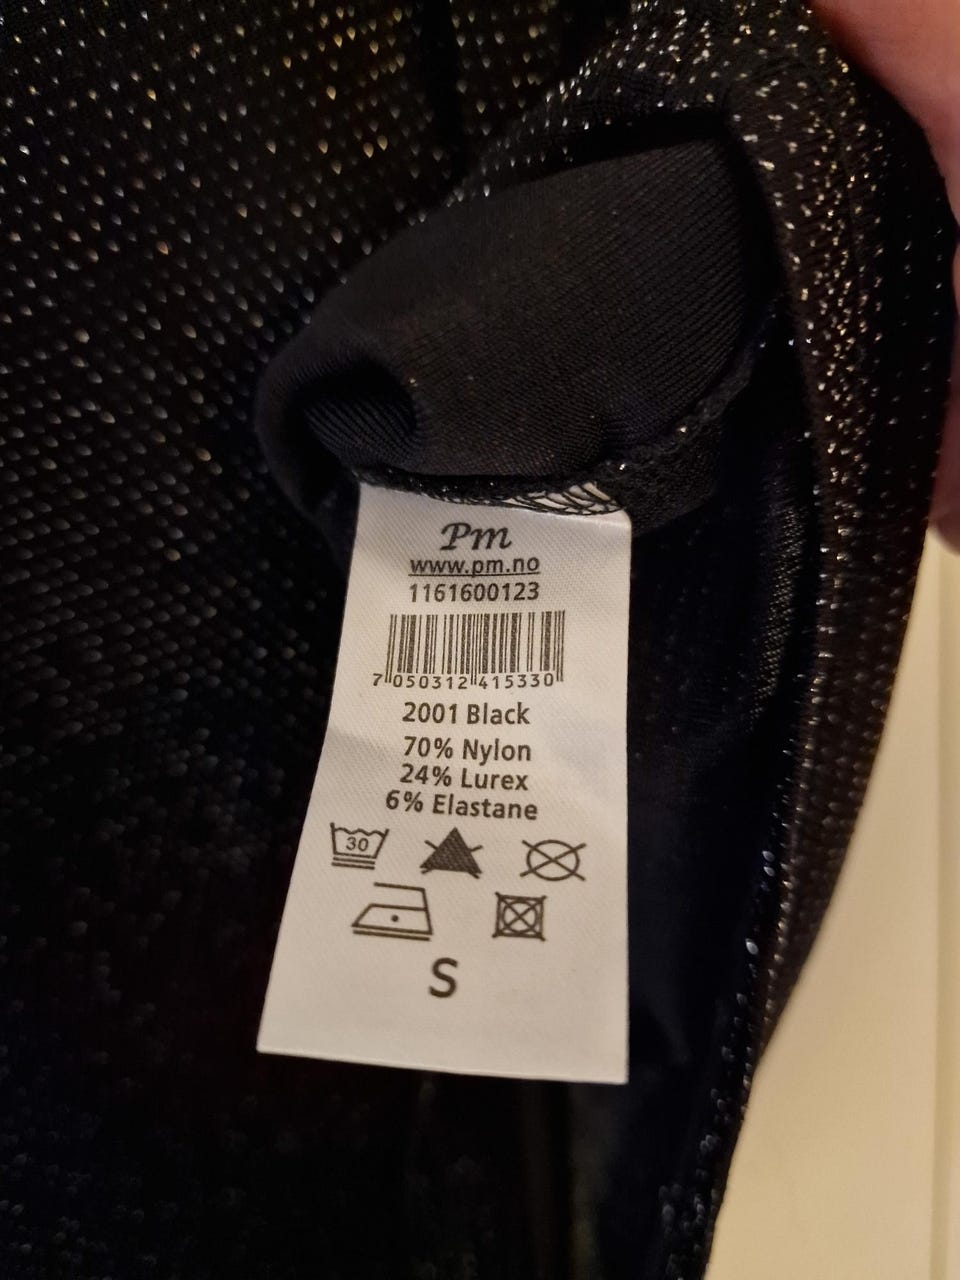 Pm
www.pm.no
1161600123
7 050312 415330
2001 Black
70% Nylon
24% Lurex
6% Elastane
30
S